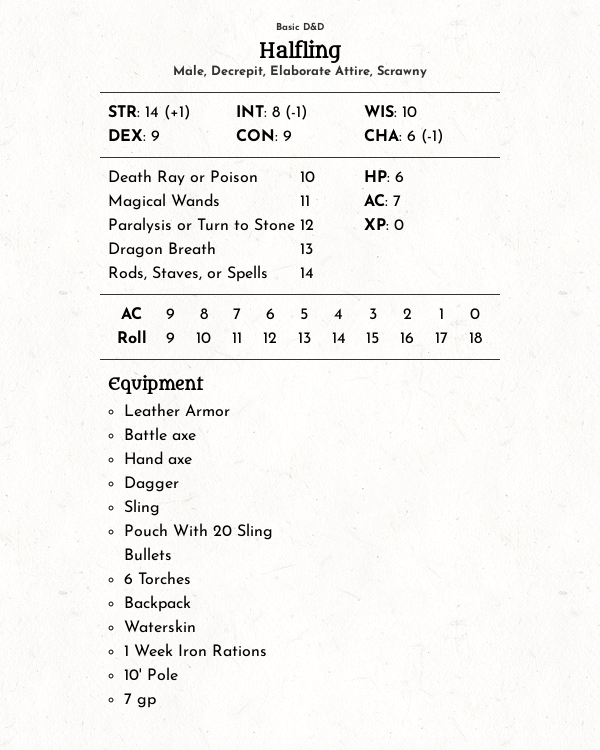 Basic D&D
Halfling
Male, Decrepit, Elaborate Attire, Scrawny
STR: 14 (+1) INT: 8 (-1) WIS: 10
DEX: 9 CON: 9 CHA: 6 (-1)
Death Ray or Poison 10 HP: 6
Magical Wands 11 AC: 7
Paralysis or Turn to Stone 12 XP: 0
Dragon Breath 13
Rods, Staves, or Spells 14
AC 9 8 7 6 5 4 3 2 1 0
Roll 9 10 11 12 13 14 15 16 17 18
Equipment
Leather Armor
Battle axe
Hand axe
Dagger
Sling
Pouch With 20 Sling
Bullets
6 Torches
Backpack
Waterskin
1 Week Iron Rations
10' Pole
7 gp